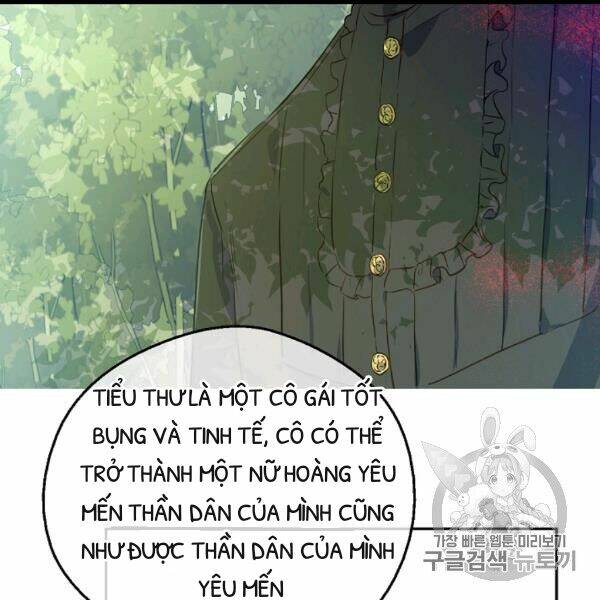 TIỂU THƯ LÀ MỘT CÔ GÁI TỐT
BỤNG VÀ TINH TẾ, CÔ CÓ THỂ
TRỞ THÀNH MỘT NỮ HOÀNG YÊU
MẾN THẦN DÂN CỦA MÌNH CŨNG
NHƯ ĐƯỢC THẦN DÂN CỦA MÌNH
YÊU MẾN
가장 빠른 웹툰 미리보기
구글검색 뉴토끼